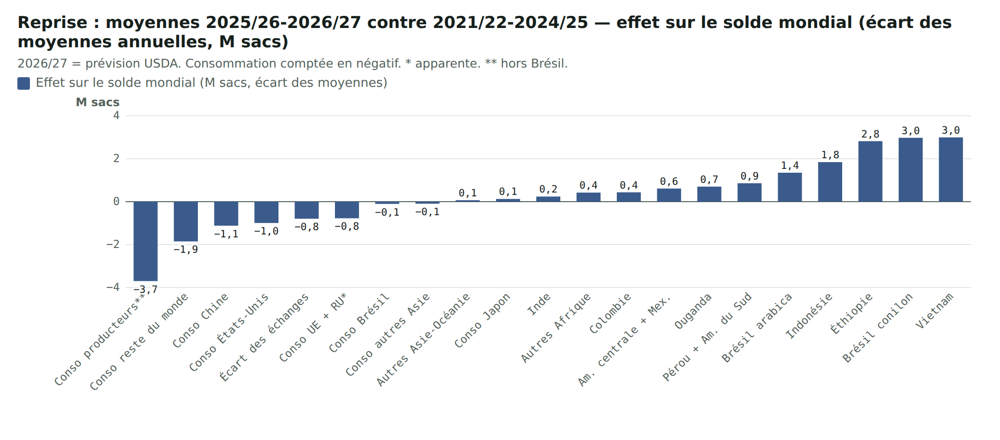 Reprise : moyennes 2025/26-2026/27 contre 2021/22-2024/25 — effet sur le solde mondial (écart des
moyennes annuelles, M sacs)
2026/27 = prévision USDA. Consommation comptée en négatif. * apparente. ** hors Brésil.
Effet sur le solde mondial (M sacs, écart des moyennes)
M sacs
4
2
0
−2
−4
−3,7
−1,9
−1,1
−1,0
−0,8
−0,8
−0,1
−0,1
0,1
0,1
0,2
0,4
0,4
0,6
0,7
0,9
1,4
1,8
2,8
3,0
3,0
Conso producteurs**
Conso reste du monde
Conso Chine
Conso États-Unis
Écart des échanges
Conso UE + RU*
Conso Brésil
Conso autres Asie
Autres Asie-Océanie
Conso Japon
Inde
Autres Afrique
Colombie
Am. centrale + Mex.
Ouganda
Pérou + Am. du Sud
Brésil arabica
Indonésie
Éthiopie
Brésil conilon
Vietnam